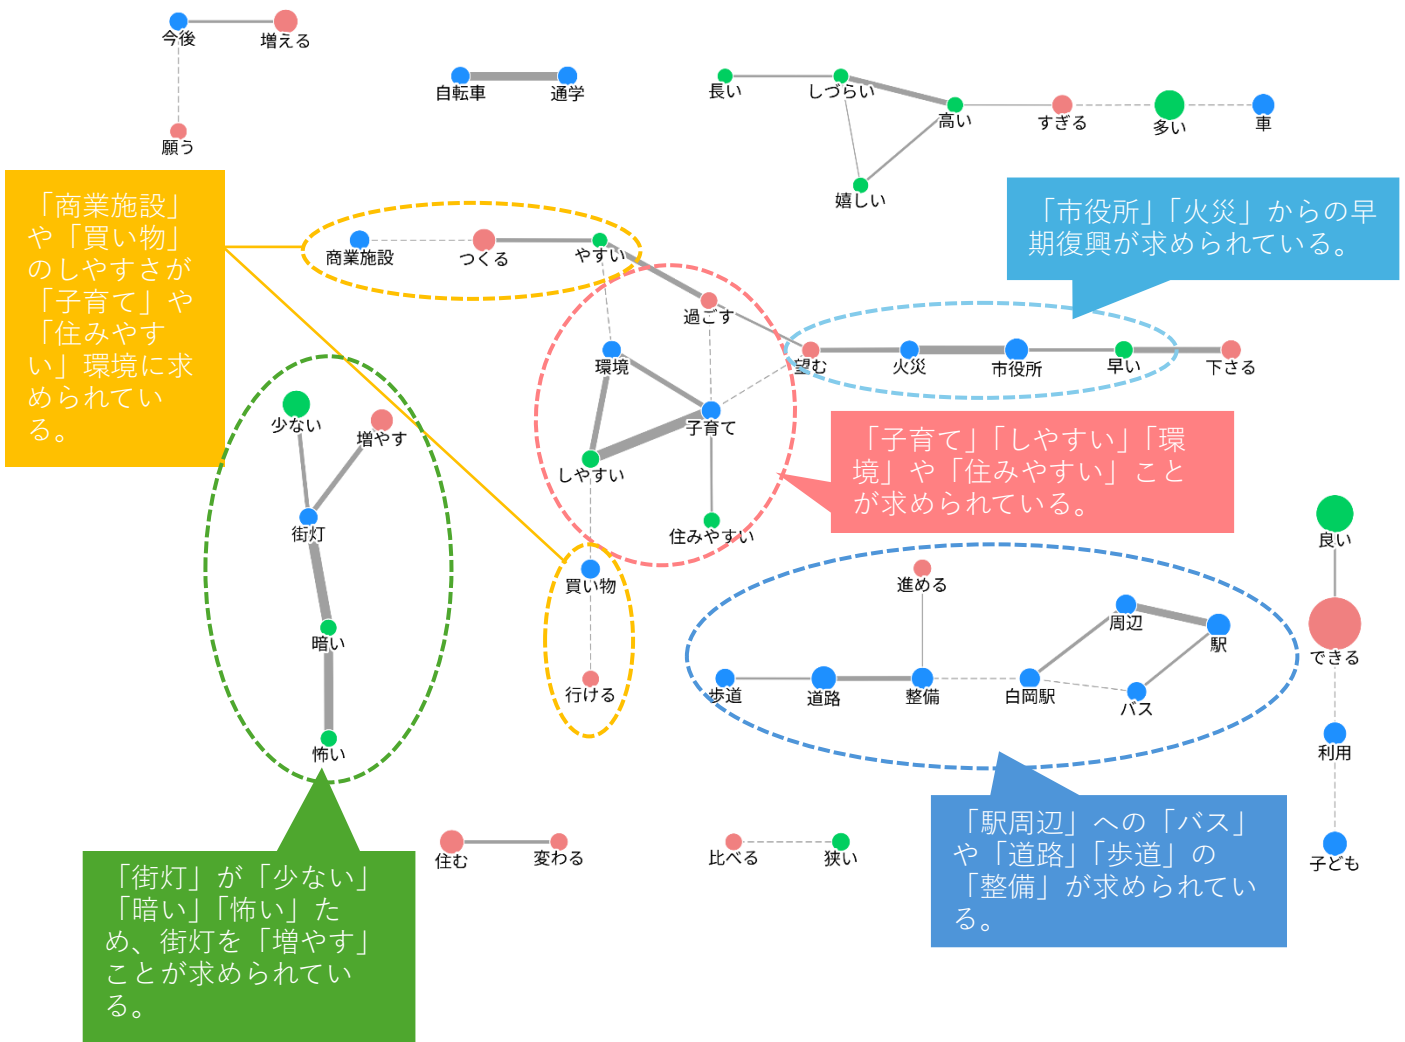 今後
増える
願う
自転車
通学
長い
しづらい
高い
すぎる
多い
車
嬉しい
「商業施設」
や「買い物」
のしやすさが
「子育て」や
「住みやす
い」環境に求
められてい
る。
商業施設
つくる
やすい
過ごす
環境
子育て
しやすい
住みやすい
買い物
行ける
「市役所」「火災」からの早
期復興が求められている。
望む
火災
市役所
早い
下さる
「子育て」「しやすい」「環
境」や「住みやすい」こと
が求められている。
少ない
増やす
街灯
暗い
怖い
「街灯」が「少ない」
「暗い」「怖い」た
め、街灯を「増やす」
ことが求められてい
る。
進める
周辺
駅
歩道
道路
整備
白岡駅
バス
「駅周辺」への「バス」
や「道路」「歩道」の
「整備」が求められてい
る。
良い
できる
利用
子ども
住む
変わる
比べる
狭い